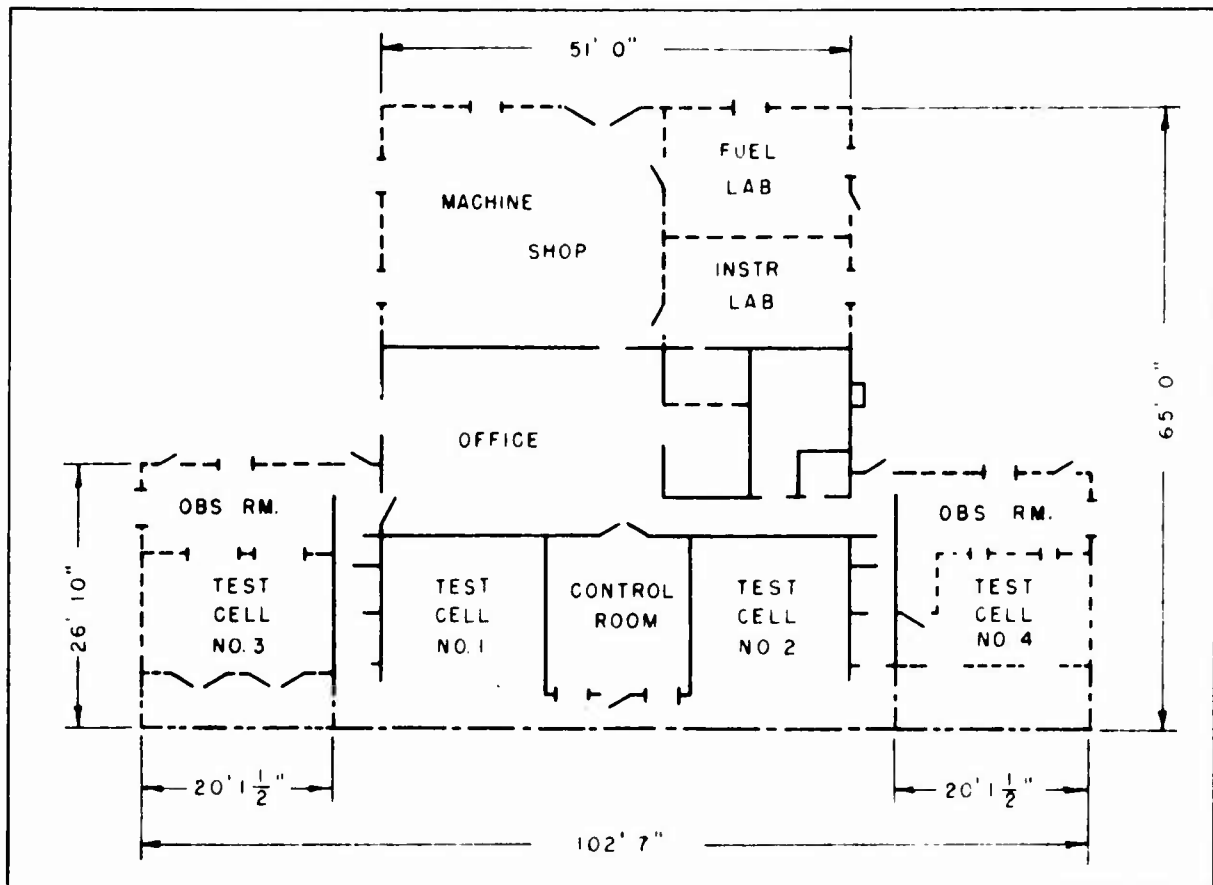 51' 0"
FUEL
LAB
MACHINE
SHOP
INSTR
LAB
65' 0"
OFFICE
OBS RM.
OBS RM.
26' 10"
TEST
CELL
NO. 3
TEST
CELL
NO. 1
CONTROL
ROOM
TEST
CELL
NO. 2
TEST
CELL
NO. 4
20' 1 1/2"
20' 1 1/2"
102' 7"